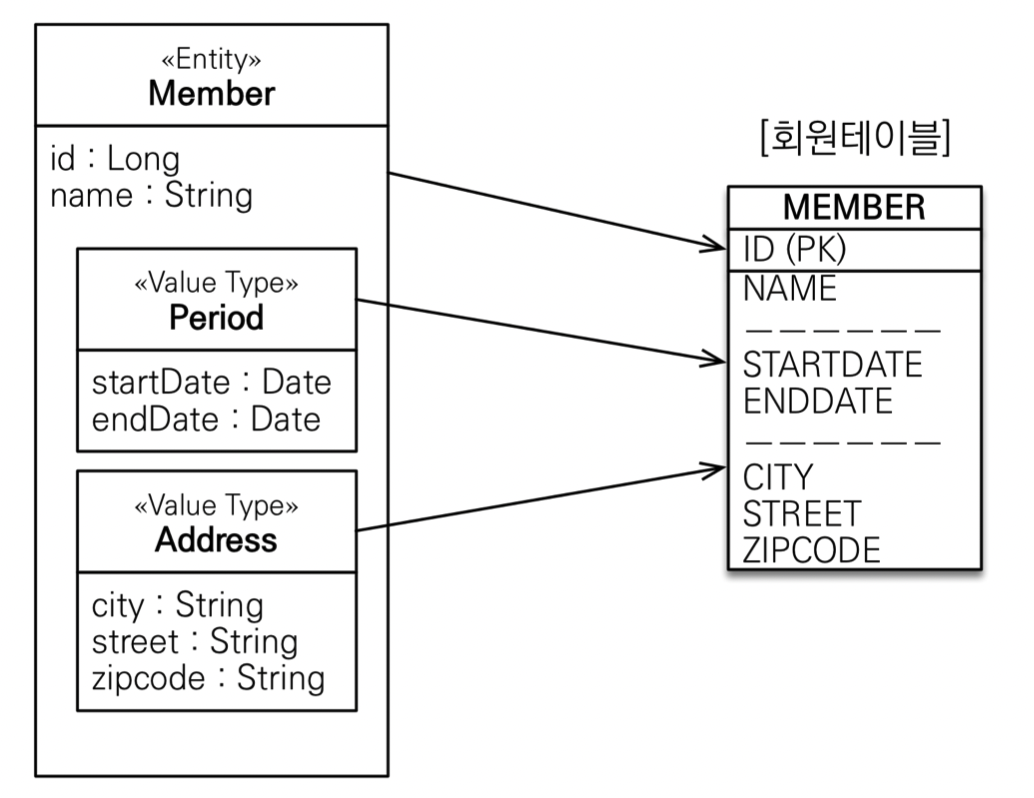 «Entity»
Member
id : Long
name : String
«Value Type»
Period
startDate : Date
endDate : Date
«Value Type»
Address
city : String
street : String
zipcode : String
[회원테이블]
MEMBER
ID (PK)
NAME
STARTDATE
ENDDATE
CITY
STREET
ZIPCODE